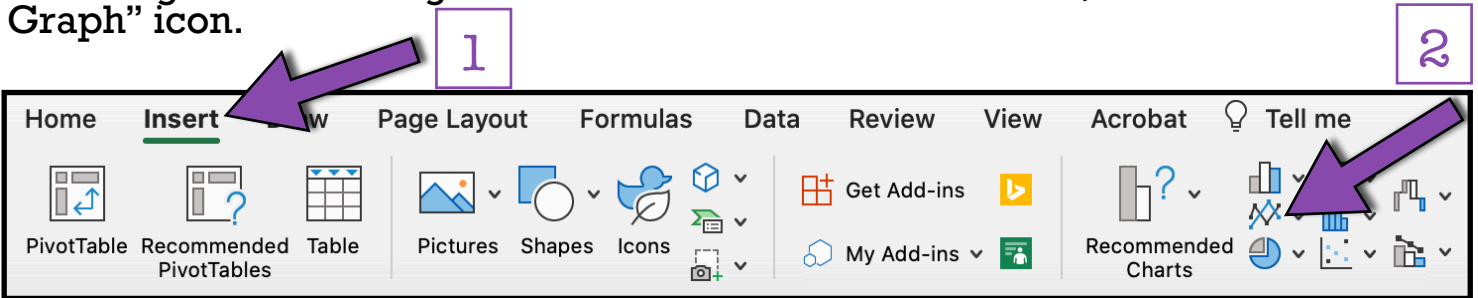 Graph” icon.
1
2
Home Insert Page Layout Formulas Data Review View Acrobat Tell me
PivotTable Recommended PivotTables Table Pictures Shapes Icons Get Add-ins My Add-ins Recommended Charts